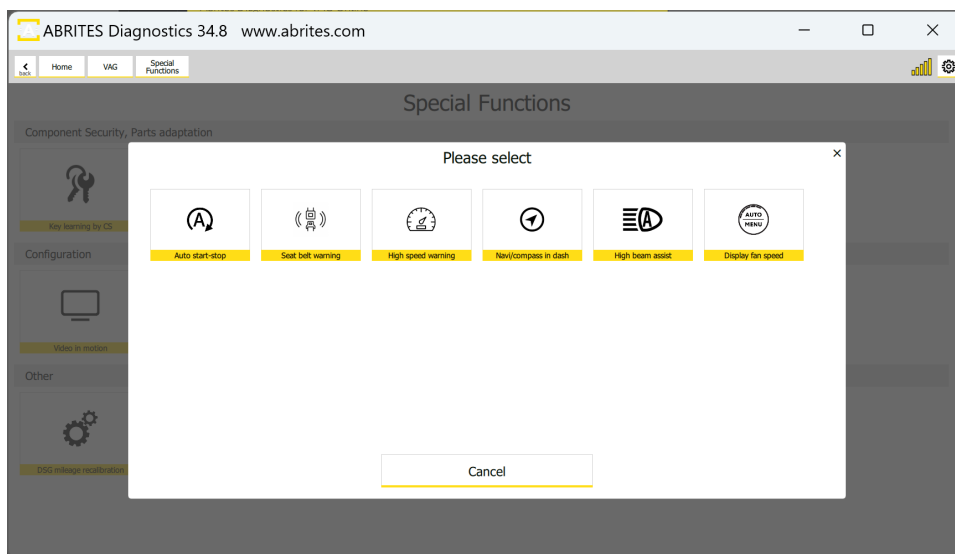 ABRITES Diagnostics 34.8 www.abrites.com
back
Home
VAG
Special
Functions
Special Functions
Component Security, Parts adaptation
Key learning by CS
Configuration
Video in motion
Other
DSG mileage recalibration
Please select
A
Auto start-stop
Seat belt warning
High speed warning
Navi/compass in dash
A
High beam assist
AUTO
MENU
Display fan speed
Cancel